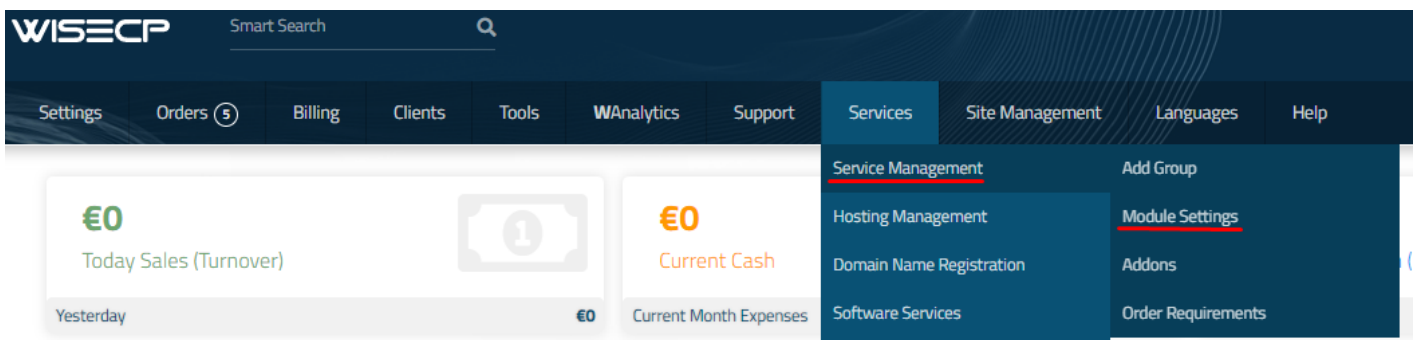 WISECP Smart Search
Settings Orders 5 Billing Clients Tools WAnalytics Support Services Site Management Languages Help
Service Management Add Group
€0 €0 Hosting Management Module Settings
Today Sales (Turnover) Current Cash Domain Name Registration Addons
Yesterday €0 Current Month Expenses Software Services Order Requirements